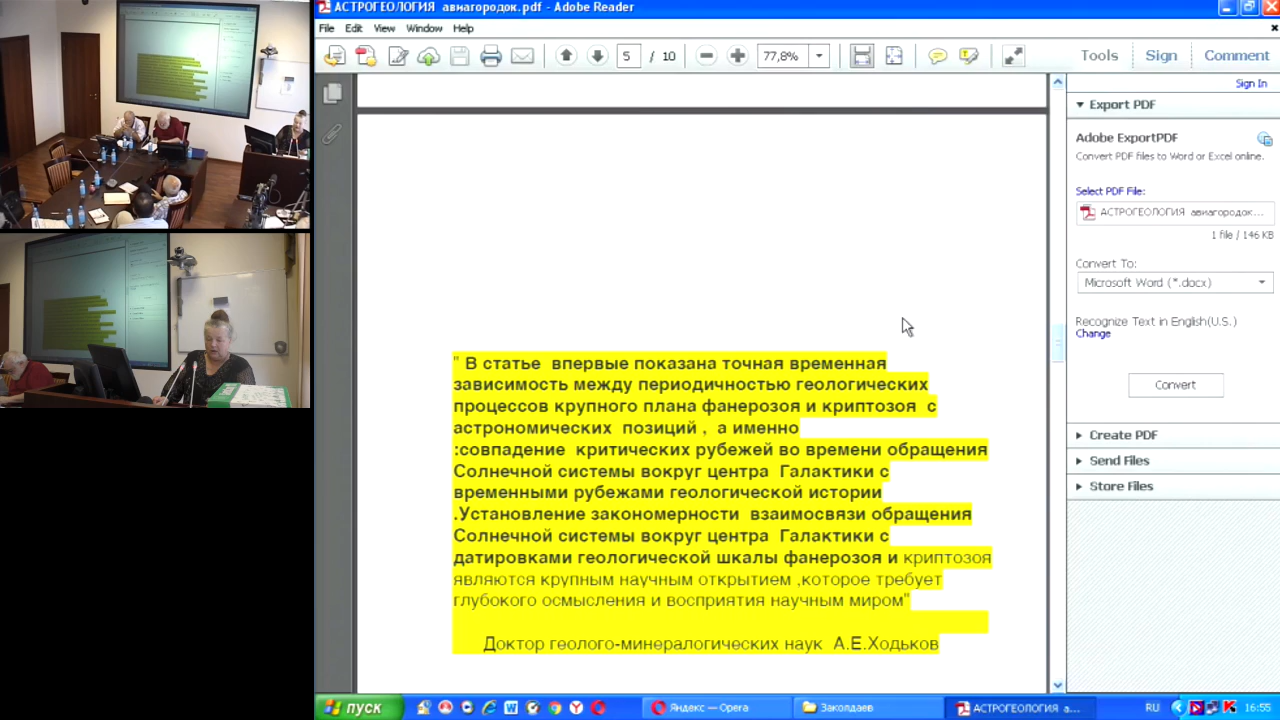 АСТРОГЕОЛОГИЯ авиагородок.pdf - Adobe Reader
File Edit View Window Help
5 / 10 77,8% Tools Sign Comment
Sign In
Export PDF
Adobe ExportPDF
Convert PDF files to Word or Excel online.
Select PDF File:
АСТРОГЕОЛОГИЯ авиагородок...
1 file / 146 KB
Convert To:
Microsoft Word (*.docx)
Recognize Text in English(U.S.)
Change
Convert
Create PDF
Send Files
Store Files
" В статье впервые показана точная временная
зависимость между периодичностью геологических
процессов крупного плана фанерозоя и криптозоя с
астрономических позиций , а именно
:совпадение критических рубежей во времени обращения
Солнечной системы вокруг центра Галактики с
временными рубежами геологической истории
.Установление закономерности взаимосвязи обращения
Солнечной системы вокруг центра Галактики с
датировками геологической шкалы фанерозоя и криптозоя
являются крупным научным открытием ,которое требует
глубокого осмысления и восприятия научным миром"
Доктор геолого-минералогических наук А.Е.Ходьков
пуск Яндекс — Opera Заколдаев АСТРОГЕОЛОГИЯ а... RU 16:55